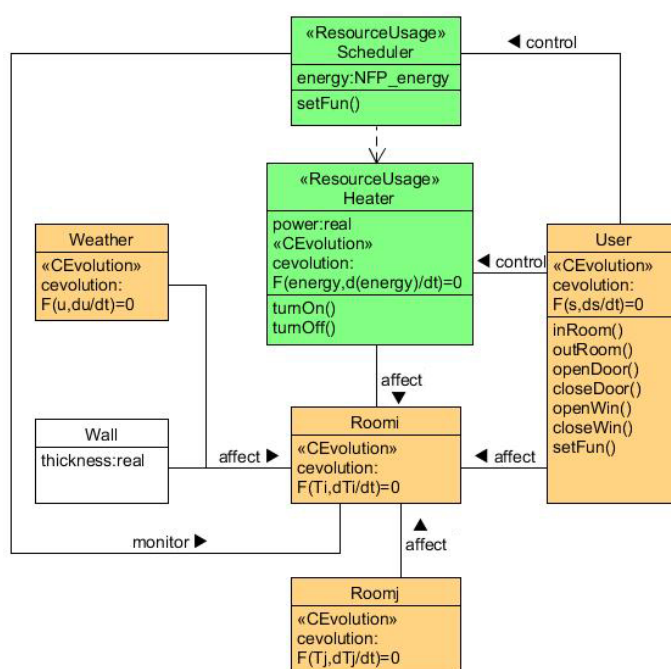 «ResourceUsage»
Scheduler
energy:NFP_energy
setFun()
◀ control
«ResourceUsage»
Heater
power:real
«CEvolution»
cevolution:
F(energy,d(energy)/dt)=0
turnOn()
turnOff()
Weather
«CEvolution»
cevolution:
F(u,du/dt)=0
◀ control
User
«CEvolution»
cevolution:
F(s,ds/dt)=0
inRoom()
outRoom()
openDoor()
closeDoor()
openWin()
closeWin()
setFun()
affect
▼
Wall
thickness:real
affect ▶
Roomi
«CEvolution»
cevolution:
F(Ti,dTi/dt)=0
◀ affect
monitor ▶
▲
affect
Roomj
«CEvolution»
cevolution:
F(Tj,dTj/dt)=0